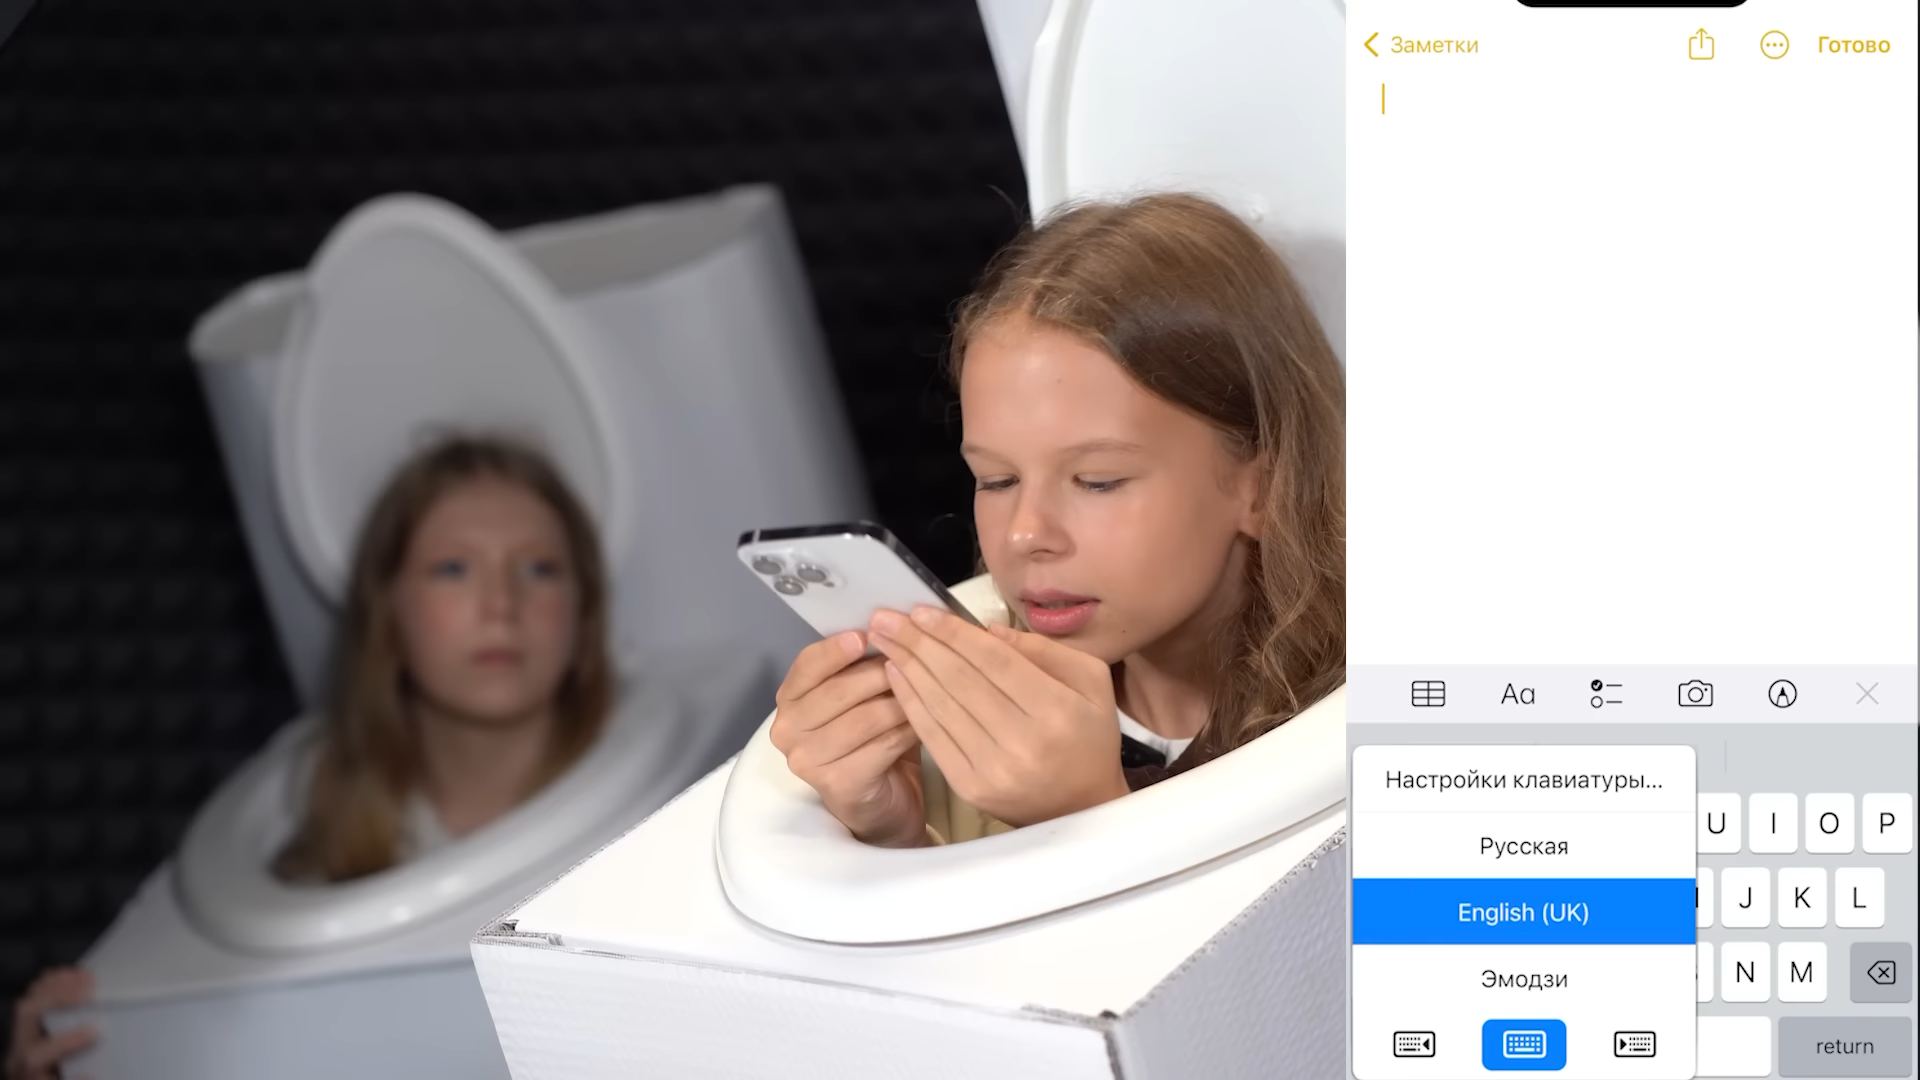 Заметки
Готово
Aa
Настройки клавиатуры...
Русская
English (UK)
Эмодзи
U I O P
J K L
N M
return